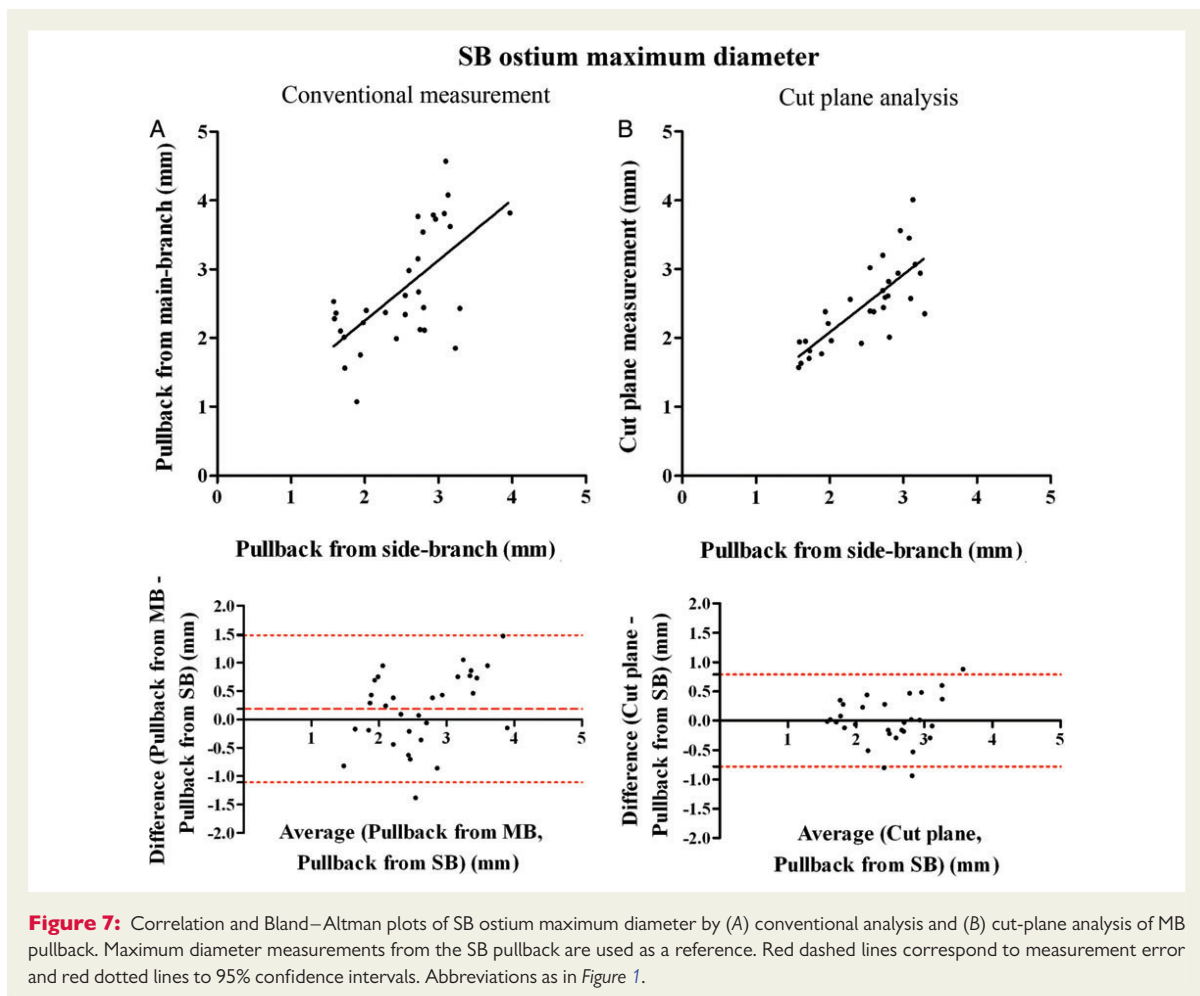 SB ostium maximum diameter
Conventional measurement
A
Pullback from main-branch (mm)
5
4
3
2
1
0
0 1 2 3 4 5
Pullback from side-branch (mm)
Cut plane analysis
B
Cut plane measurement (mm)
5
4
3
2
1
0
0 1 2 3 4 5
Pullback from side-branch (mm)
Difference (Pullback from MB -
Pullback from SB) (mm)
2.0
1.5
1.0
0.5
0.0
-0.5
-1.0
-1.5
-2.0
1 2 3 4 5
Average (Pullback from MB,
Pullback from SB) (mm)
Difference (Cut plane -
Pullback from SB) (mm)
2.0
1.5
1.0
0.5
0.0
-0.5
-1.0
-1.5
-2.0
1 2 3 4 5
Average (Cut plane,
Pullback from SB) (mm)
Figure 7: Correlation and Bland–Altman plots of SB ostium maximum diameter by (A) conventional analysis and (B) cut-plane analysis of MB
pullback. Maximum diameter measurements from the SB pullback are used as a reference. Red dashed lines correspond to measurement error
and red dotted lines to 95% confidence intervals. Abbreviations as in Figure 1.